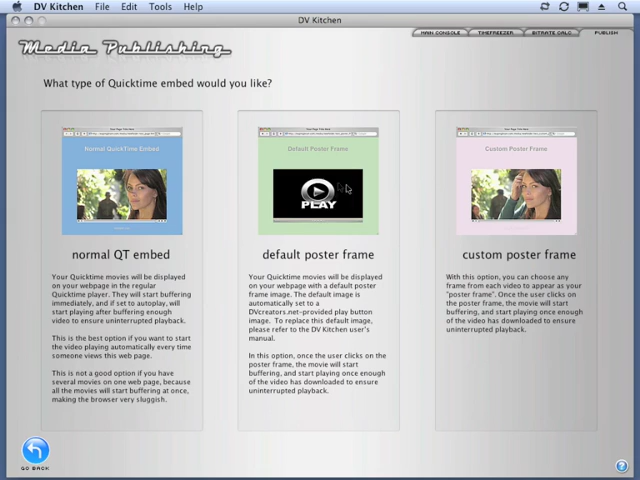 DV Kitchen File Edit Tools Help
DV Kitchen
MAIN CONSOLE TIMEFREEZER BITRATE CALC PUBLISH
Media Publishing
What type of Quicktime embed would you like?
Normal QuickTime Embed
Default Poster Frame
Custom Poster Frame
PLAY
normal QT embed
Your Quicktime movies will be displayed
on your webpage in the regular
Quicktime player. They will start buffering
immediately, and if set to autoplay, will
start playing after buffering enough
video to ensure uninterrupted playback.
This is the best option if you want to start
the video playing automatically every time
someone views this web page.
This is not a good option if you have
several movies on one web page, because
all the movies will start buffering at once,
making the browser very sluggish.
default poster frame
Your Quicktime movies will be displayed
on your webpage with a default poster
frame image. The default image is
automatically set to a
DVcreators.net-provided play button
image. To replace this default image,
please refer to the DV Kitchen user's
manual.
In this option, once the user clicks on the
poster frame, the movie will start
buffering, and start playing once enough
of the video has downloaded to ensure
uninterrupted playback.
custom poster frame
With this option, you can choose any
frame from each video to appear as your
"poster frame". Once the user clicks on
the poster frame, the movie will start
buffering, and start playing once enough
of the video has downloaded to ensure
uninterrupted playback.
GO BACK
?